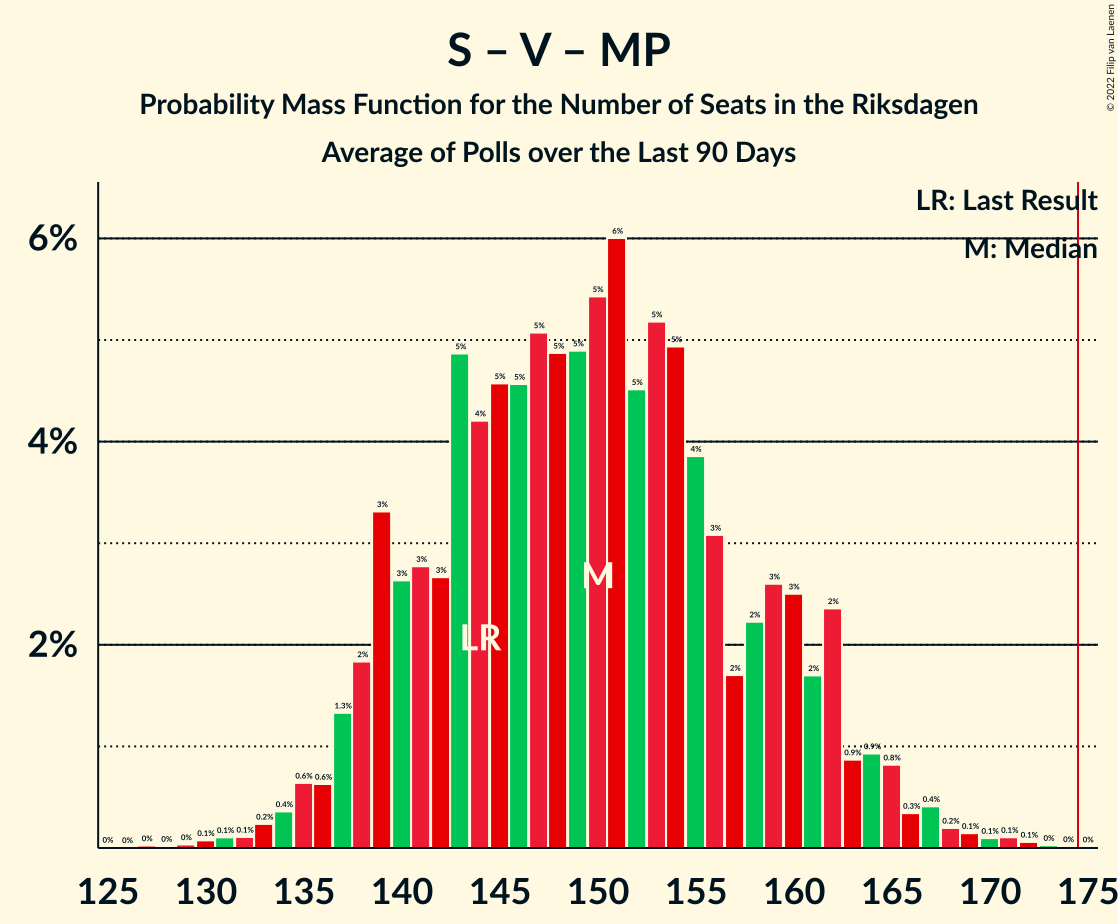 S – V – MP
Probability Mass Function for the Number of Seats in the Riksdagen
Average of Polls over the Last 90 Days
© 2022 Filip van Laenen
LR: Last Result
M: Median
6%
4%
2%
0% 0% 0% 0% 0% 0.1% 0.1% 0.1% 0.2% 0.4% 0.6% 0.6% 1.3% 2% 3% 3% 3% 3% 5% 4% 5% 5% 5% 5% 5% 5% 6% 5% 5% 5% 4% 3% 2% 2% 3% 3% 2% 2% 0.9% 0.9% 0.8% 0.3% 0.4% 0.2% 0.1% 0.1% 0.1% 0.1% 0% 0% 0%
M
LR
125 130 135 140 145 150 155 160 165 170 175